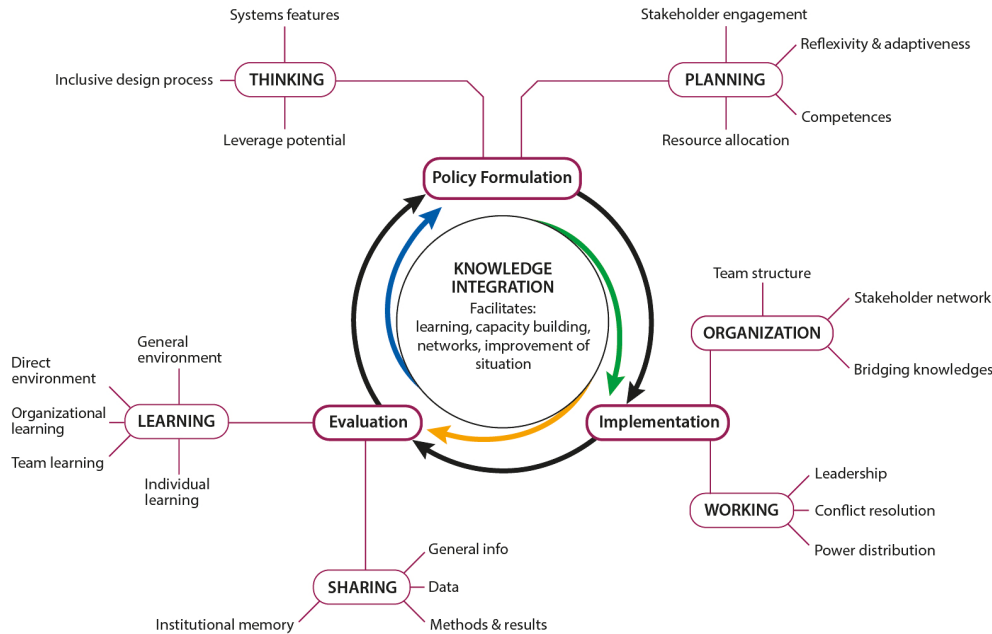 Systems features
Inclusive design process
THINKING
Leverage potential
Stakeholder engagement
Reflexivity & adaptiveness
PLANNING
Competences
Resource allocation
Policy Formulation
KNOWLEDGE
INTEGRATION
Facilitates:
learning, capacity building,
networks, improvement of
situation
Team structure
Stakeholder network
ORGANIZATION
Bridging knowledges
General
environment
Direct
environment
Organizational
learning
LEARNING
Team learning
Individual
learning
Evaluation
Implementation
Leadership
WORKING
Conflict resolution
Power distribution
General info
SHARING
Data
Institutional memory
Methods & results